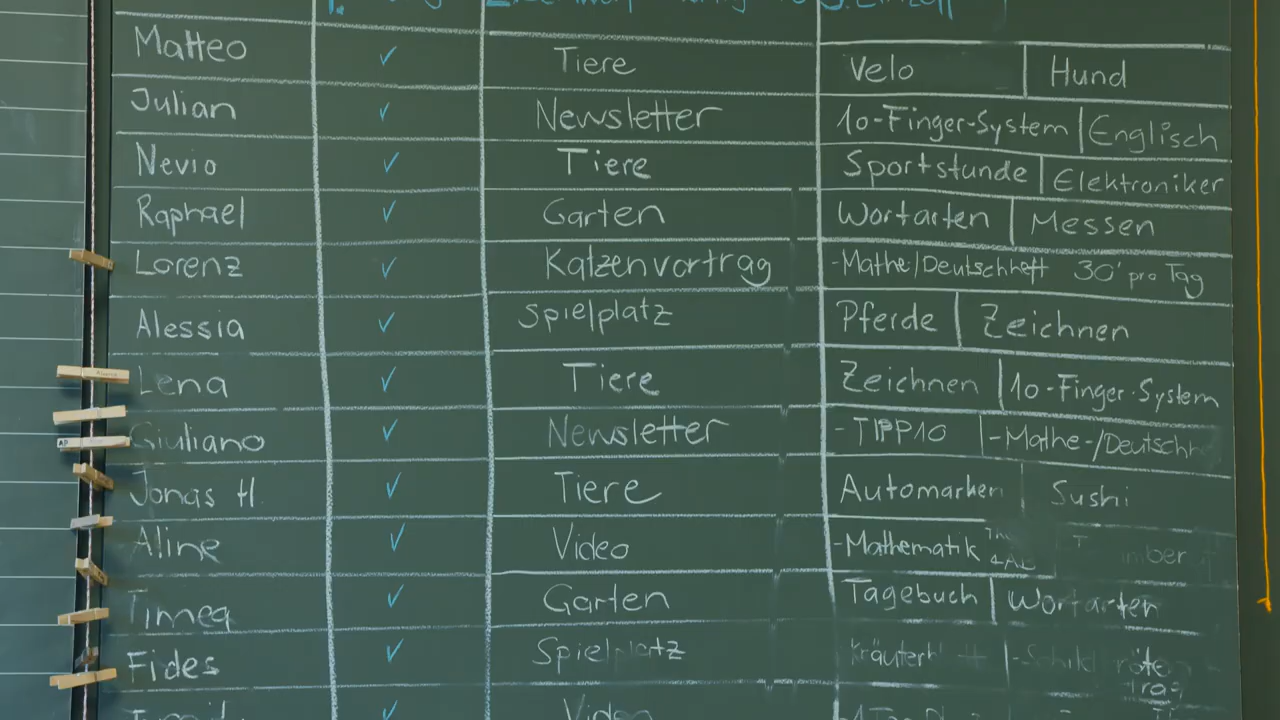 Matteo ✓ Tiere Velo | Hund
Julian ✓ Newsletter 10-Finger-System | Englisch
Nevio ✓ Tiere Sportstunde | Elektroniker
Raphael ✓ Garten Wortarten | Messen
Lorenz ✓ Katzenvortrag -Mathe/Deutschheft 30' pro Tag
Alessia ✓ Spielplatz Pferde | Zeichnen
Lena ✓ Tiere Zeichnen | 10-Finger-System
Giuliano ✓ Newsletter -TIPP10 | -Mathe-/
Jonas H. ✓ Tiere Automarken Sushi
Aline ✓ Video -Mathematik
Timea ✓ Garten Tagebuch | Wortarten
Fides ✓ Spielplatz
✓ Video